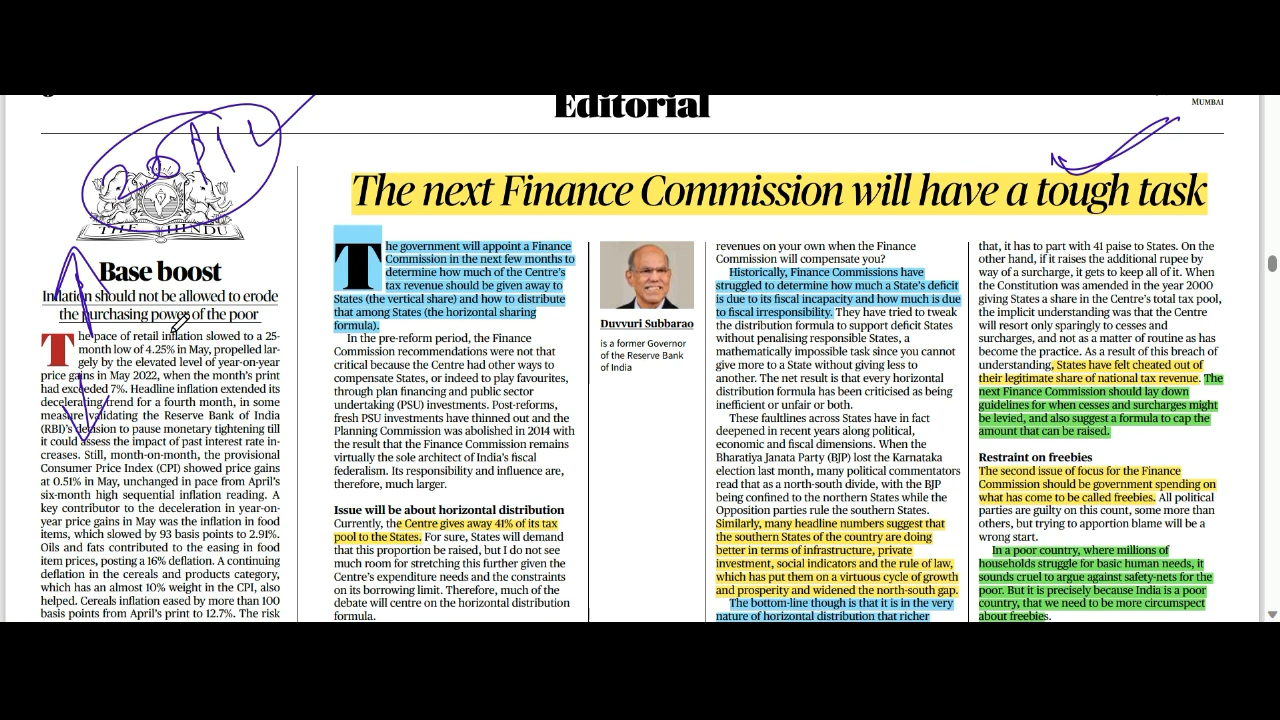 Editorial
MUMBAI
THE HINDU
Base boost
Inflation should not be allowed to erode
the purchasing power of the poor
The pace of retail inflation slowed to a 25-
month low of 4.25% in May, propelled lar-
gely by the elevated level of year-on-year
price gains in May 2022, when the month's print
had exceeded 7%. Headline inflation extended its
decelerating trend for a fourth month, in some
measure validating the Reserve Bank of India
(RBI)'s decision to pause monetary tightening till
it could assess the impact of past interest rate in-
creases. Still, month-on-month, the provisional
Consumer Price Index (CPI) showed price gains
at 0.51% in May, unchanged in pace from April's
six-month high sequential inflation reading. A
key contributor to the deceleration in year-on-
year price gains in May was the inflation in food
items, which slowed by 93 basis points to 2.91%.
Oils and fats contributed to the easing in food
item prices, posting a 16% deflation. A continuing
deflation in the cereals and products category,
which has an almost 10% weight in the CPI, also
helped. Cereals inflation eased by more than 100
basis points from April's print to 12.7%. The risk
The next Finance Commission will have a tough task
The government will appoint a Finance
Commission in the next few months to
determine how much of the Centre's
tax revenue should be given away to
States (the vertical share) and how to distribute
that among States (the horizontal sharing
formula).
In the pre-reform period, the Finance
Commission recommendations were not that
critical because the Centre had other ways to
compensate States, or indeed to play favourites,
through plan financing and public sector
undertaking (PSU) investments. Post-reforms,
fresh PSU investments have thinned out and the
Planning Commission was abolished in 2014 with
the result that the Finance Commission remains
virtually the sole architect of India's fiscal
federalism. Its responsibility and influence are,
therefore, much larger.
Issue will be about horizontal distribution
Currently, the Centre gives away 41% of its tax
pool to the States. For sure, States will demand
that this proportion be raised, but I do not see
much room for stretching this further given the
Centre's expenditure needs and the constraints
on its borrowing limit. Therefore, much of the
debate will centre on the horizontal distribution
formula.
Duvvuri Subbarao
is a former Governor
of the Reserve Bank
of India
revenues on your own when the Finance
Commission will compensate you?
Historically, Finance Commissions have
struggled to determine how much a State's deficit
is due to its fiscal incapacity and how much is due
to fiscal irresponsibility. They have tried to tweak
the distribution formula to support deficit States
without penalising responsible States, a
mathematically impossible task since you cannot
give more to a State without giving less to
another. The net result is that every horizontal
distribution formula has been criticised as being
inefficient or unfair or both.
These faultlines across States have in fact
deepened in recent years along political,
economic and fiscal dimensions. When the
Bharatiya Janata Party (BJP) lost the Karnataka
election last month, many political commentators
read that as a north-south divide, with the BJP
being confined to the northern States while the
Opposition parties rule the southern States.
Similarly, many headline numbers suggest that
the southern States of the country are doing
better in terms of infrastructure, private
investment, social indicators and the rule of law,
which has put them on a virtuous cycle of growth
and prosperity and widened the north-south gap.
The bottom-line though is that it is in the very
nature of horizontal distribution that richer
that, it has to part with 41 paise to States. On the
other hand, if it raises the additional rupee by
way of a surcharge, it gets to keep all of it. When
the Constitution was amended in the year 2000
giving States a share in the Centre's total tax pool,
the implicit understanding was that the Centre
will resort only sparingly to cesses and
surcharges, and not as a matter of routine as has
become the practice. As a result of this breach of
understanding, States have felt cheated out of
their legitimate share of national tax revenue. The
next Finance Commission should lay down
guidelines for when cesses and surcharges might
be levied, and also suggest a formula to cap the
amount that can be raised.
Restraint on freebies
The second issue of focus for the Finance
Commission should be government spending on
what has come to be called freebies. All political
parties are guilty on this count, some more than
others, but trying to apportion blame will be a
wrong start.
In a poor country, where millions of
households struggle for basic human needs, it
sounds cruel to argue against safety-nets for the
poor. But it is precisely because India is a poor
country, that we need to be more circumspect
about freebies.